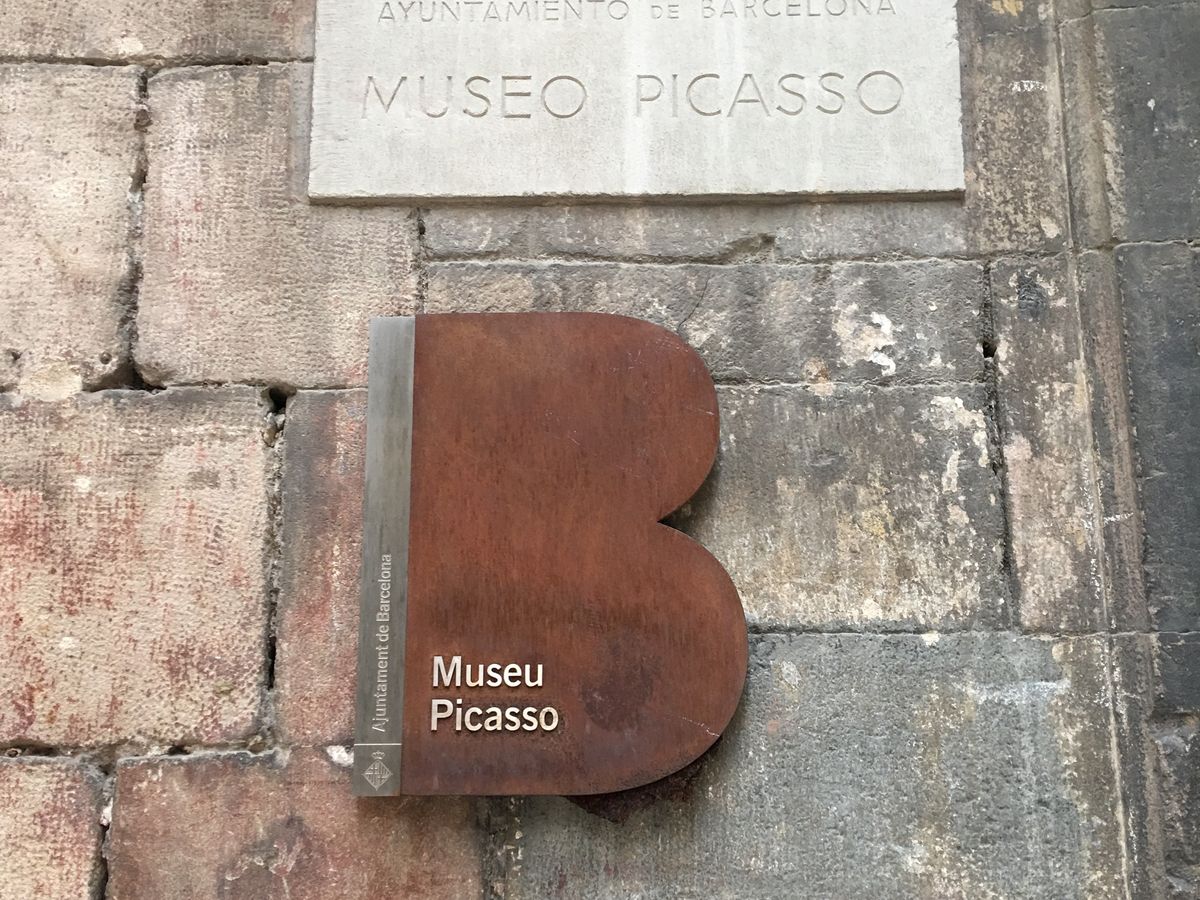 AYUNTAMIENTO DE BARCELONA
MUSEO PICASSO
Ajuntament de Barcelona
Museu
Picasso